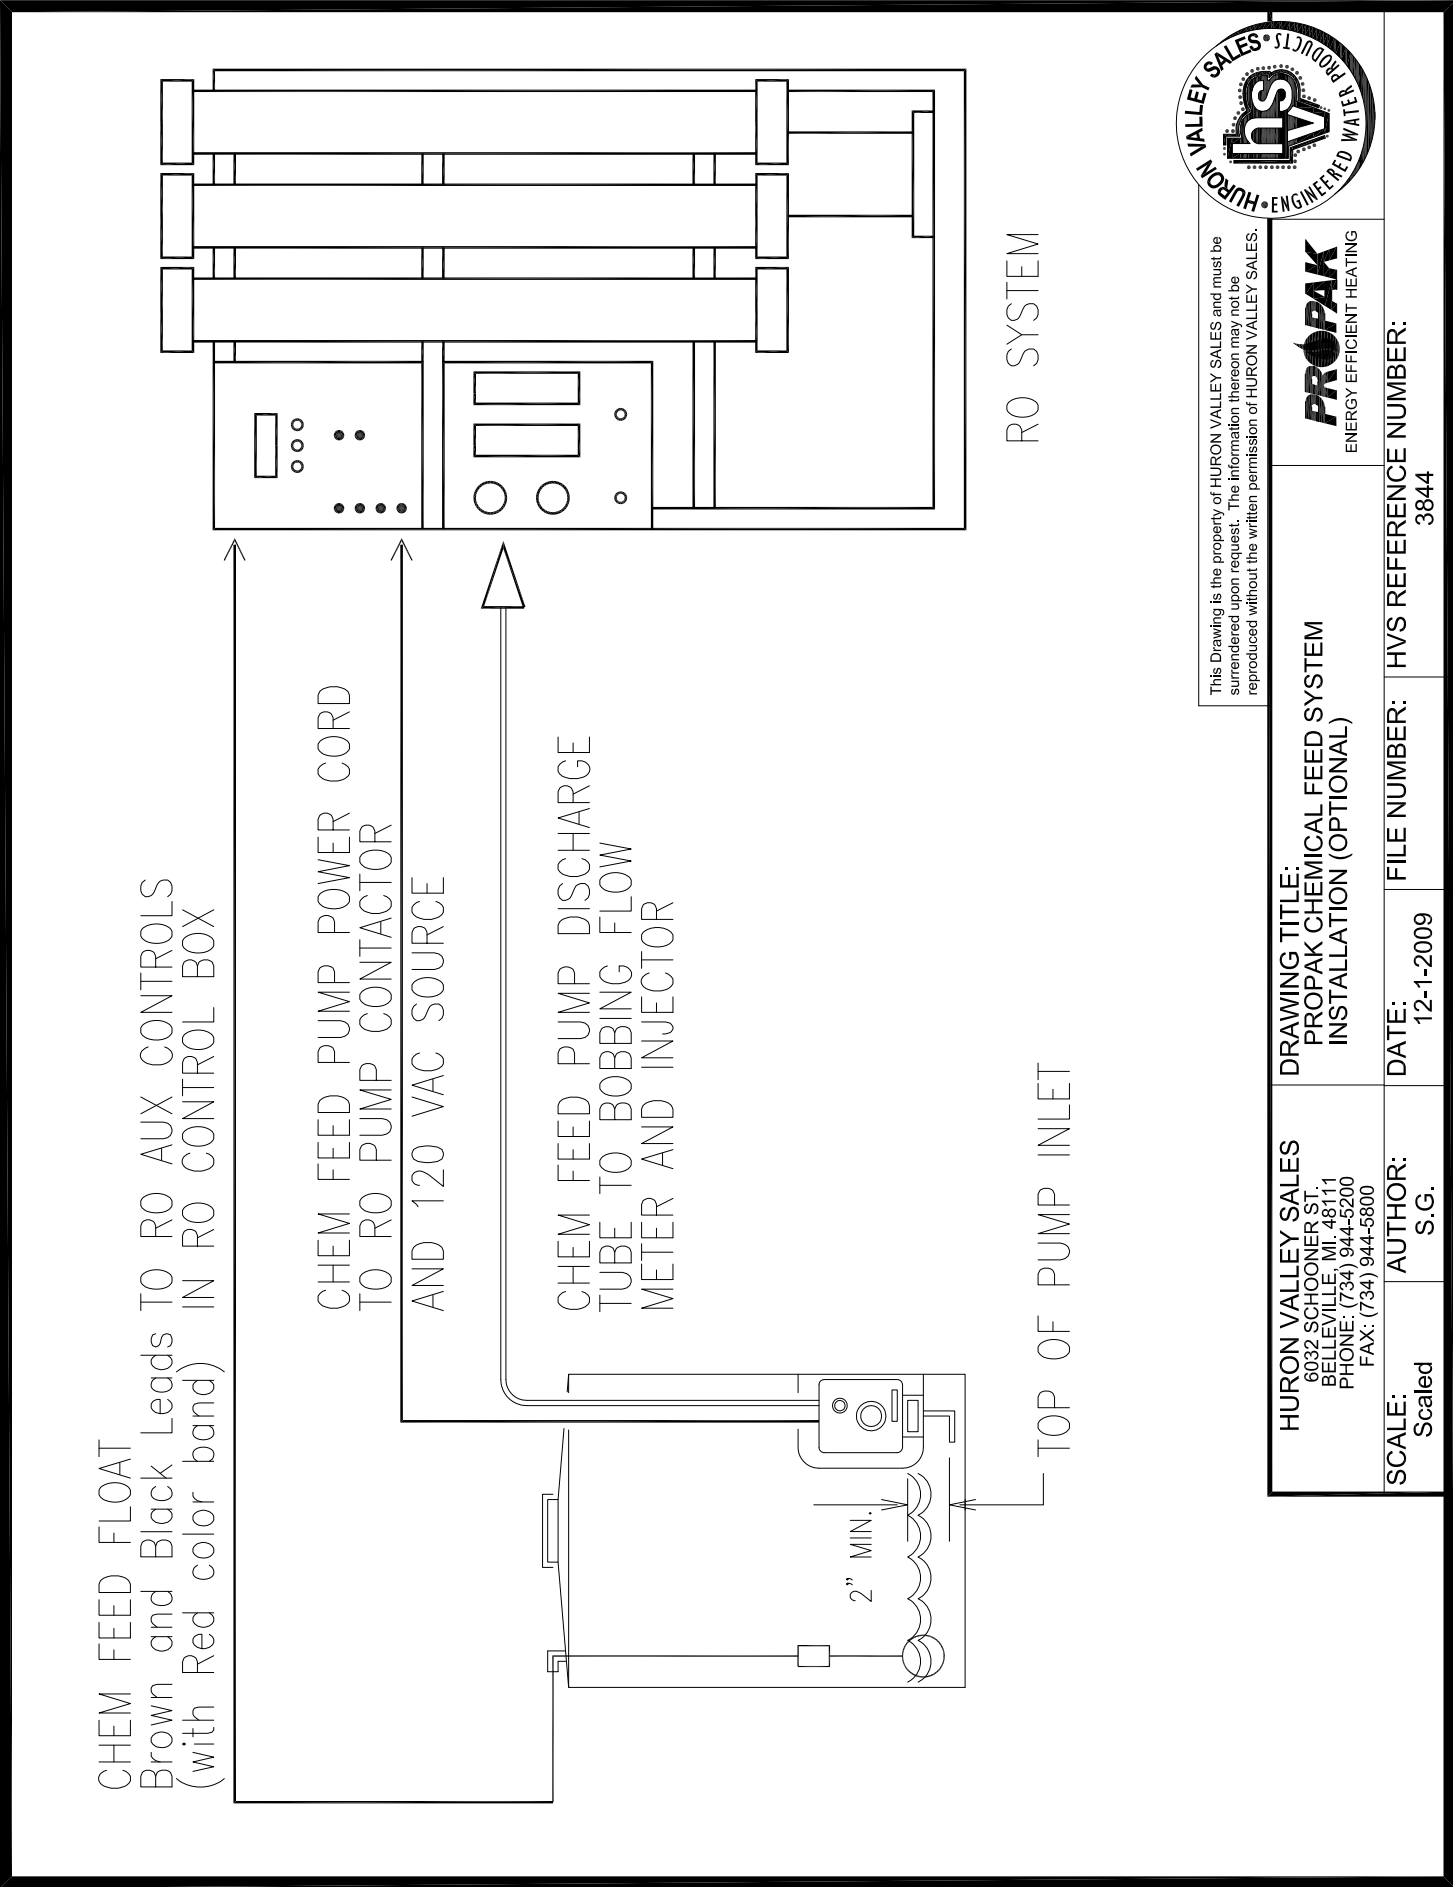 CHEM FEED FLOAT
Brown and Black Leads TO RO AUX CONTROLS
(with Red color band) IN RO CONTROL BOX
CHEM FEED PUMP POWER CORD
TO RO PUMP CONTACTOR
AND 120 VAC SOURCE
CHEM FEED PUMP DISCHARGE
TUBE TO BOBBING FLOW
METER AND INJECTOR
2" MIN.
TOP OF PUMP INLET
RO SYSTEM
This Drawing is the property of HURON VALLEY SALES and must be
surrendered upon request. The information thereon may not be
reproduced without the written permission of HURON VALLEY SALES.
HURON VALLEY SALES
ENGINEERED WATER PRODUCTS
hvs
HURON VALLEY SALES
6032 SCHOONER ST.
BELLEVILLE, MI. 48111
PHONE: (734) 944-5200
FAX: (734) 944-5800
DRAWING TITLE:
PROPAK CHEMICAL FEED SYSTEM
INSTALLATION (OPTIONAL)
PROPAK
ENERGY EFFICIENT HEATING
SCALE:
Scaled
AUTHOR:
S.G.
DATE:
12-1-2009
FILE NUMBER:
HVS REFERENCE NUMBER:
3844